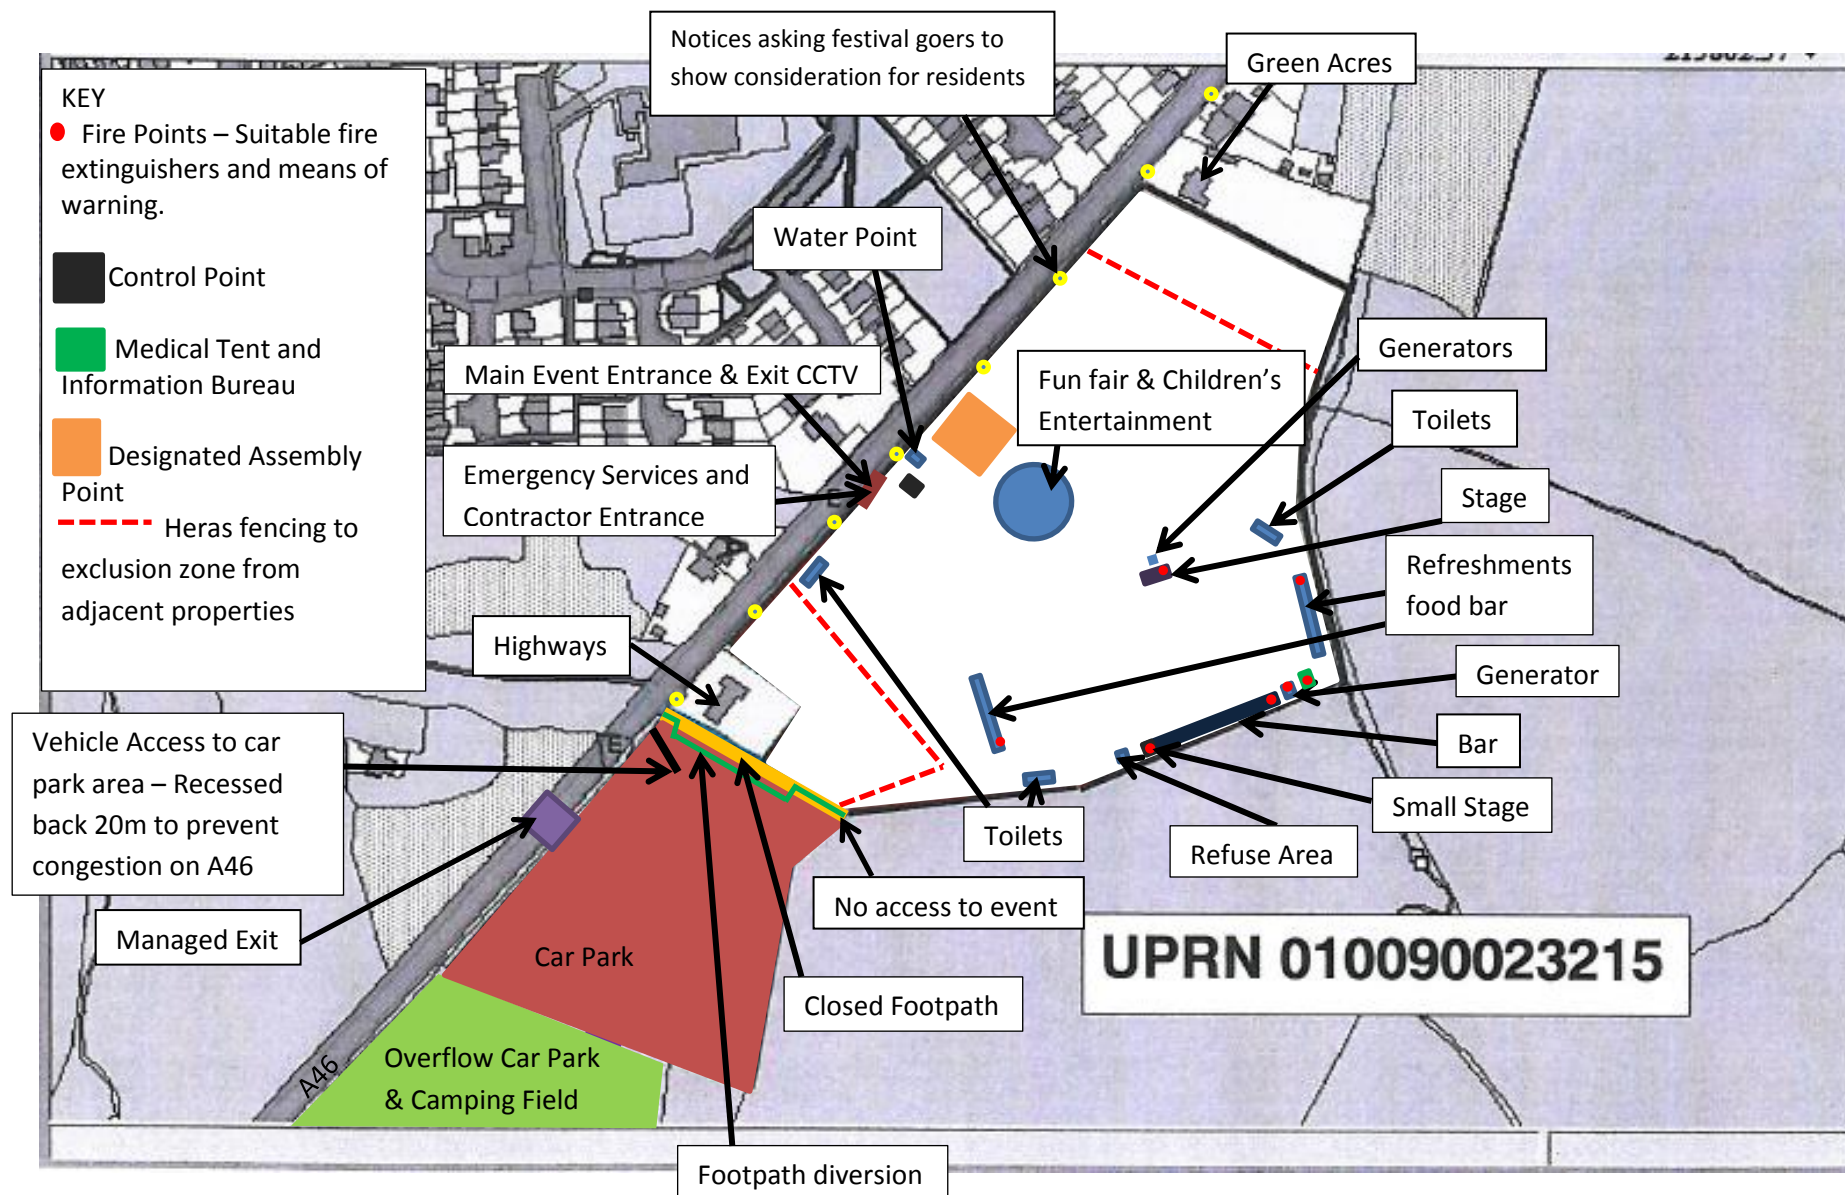 Notices asking festival goers to
show consideration for residents
Green Acres
KEY
Fire Points – Suitable fire
extinguishers and means of
warning.
Control Point
Medical Tent and
Information Bureau
Designated Assembly
Point
Heras fencing to
exclusion zone from
adjacent properties
Water Point
Main Event Entrance & Exit CCTV
Emergency Services and
Contractor Entrance
Fun fair & Children’s
Entertainment
Generators
Toilets
Stage
Refreshments
food bar
Highways
Generator
Bar
Small Stage
Vehicle Access to car
park area – Recessed
back 20m to prevent
congestion on A46
Toilets
Refuse Area
No access to event
Managed Exit
Car Park
Closed Footpath
UPRN 010090023215
Overflow Car Park
& Camping Field
A46
Footpath diversion